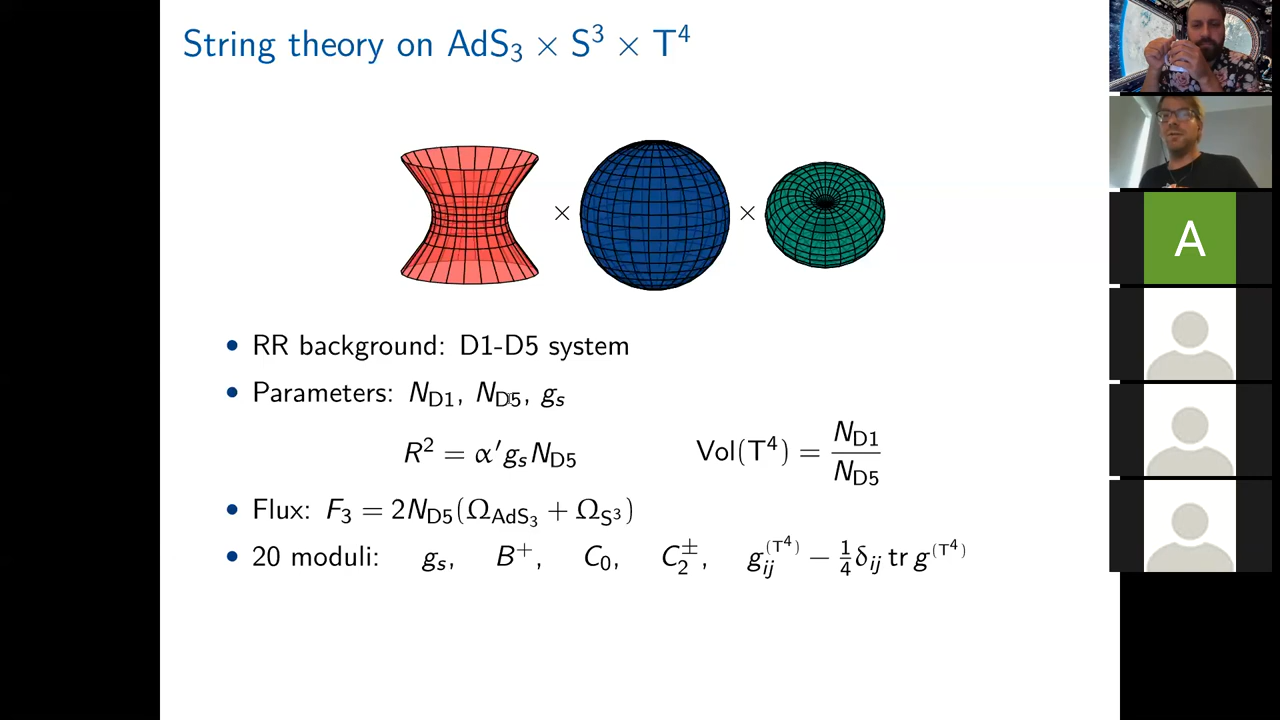 String theory on AdS₃ × S³ × T⁴
× ×
• RR background: D1-D5 system
• Parameters: N_D1, N_D5, g_s
R² = α′g_sN_D5 Vol(T⁴) = N_D1/N_D5
• Flux: F₃ = 2N_D5(Ω_AdS₃ + Ω_S³)
• 20 moduli: g_s, B⁺, C₀, C₂^±, g_ij^(T⁴) − ¼δ_ij tr g^(T⁴)
A